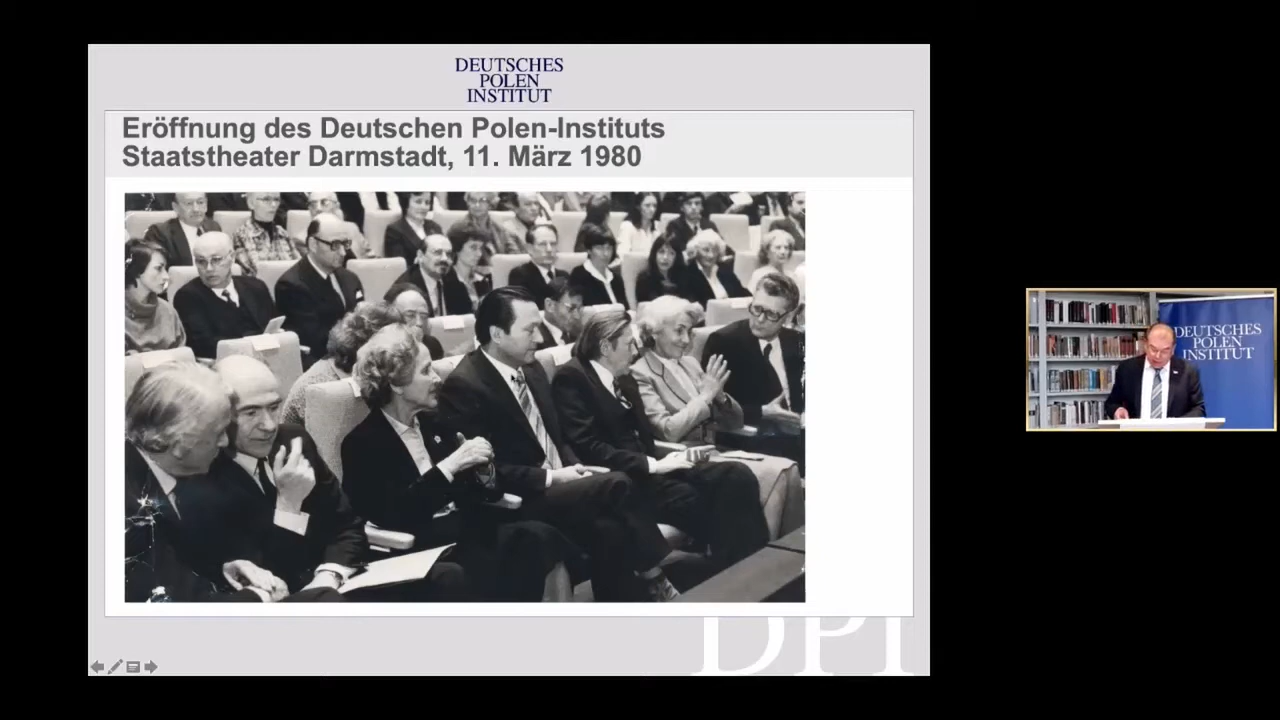 DEUTSCHES
POLEN
INSTITUT
Eröffnung des Deutschen Polen-Instituts
Staatstheater Darmstadt, 11. März 1980
DPI
DEUTSCHES
POLEN
INSTITUT